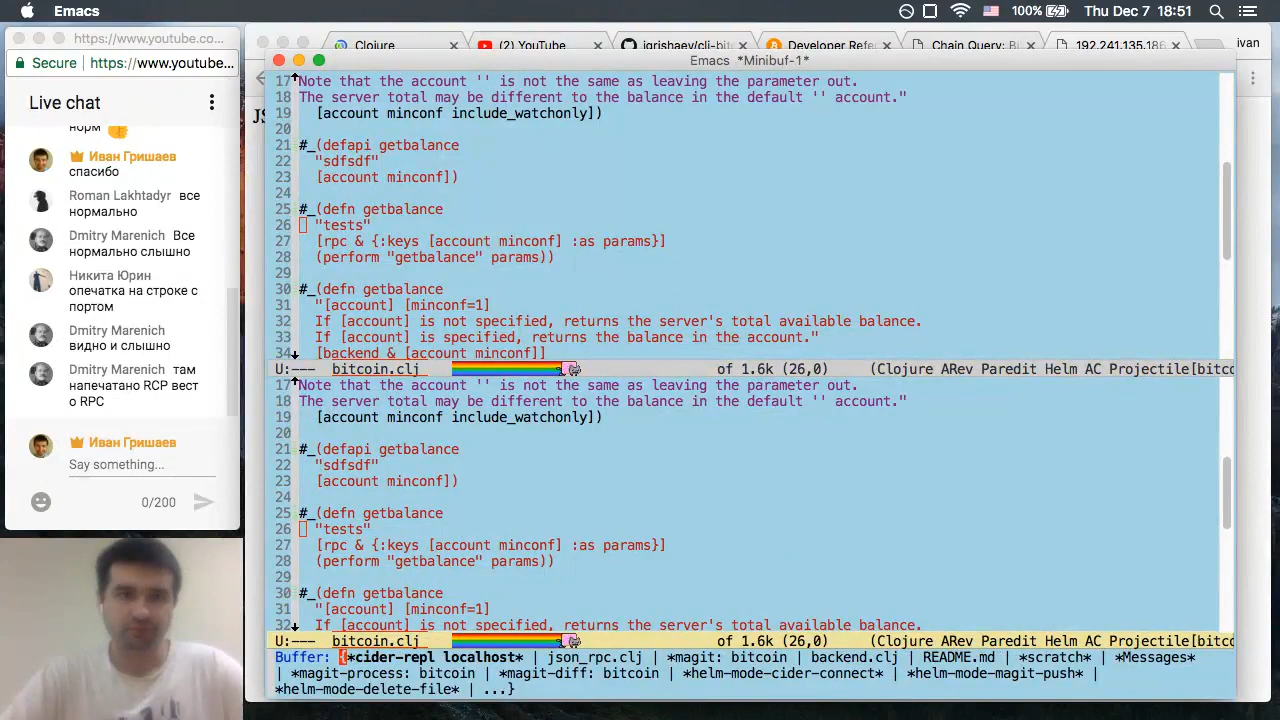 Emacs
100%
Thu Dec 7 18:51
https://www.youtube.co...
Secure | https://www.youtube...
Live chat
норм 👍
Иван Гришаев
спасибо
Roman Lakhtadyr все
нормально
Dmitry Marenich Все
нормально слышно
Никита Юрин
опечатка на строке с
портом
Dmitry Marenich
видно и слышно
Dmitry Marenich там
напечатано RCP вест
о RPC
Иван Гришаев
Say something...
0/200
Clojure
(2) YouTube
igrishaev/cli-bit
Developer Refer
Chain Query: Bi
192.241.135.186
ivan
Emacs *Minibuf-1*
17 Note that the account '' is not the same as leaving the parameter out.
18 The server total may be different to the balance in the default '' account."
19 [account minconf include_watchonly])
20
21 #_(defapi getbalance
22 "sdfsdf"
23 [account minconf])
24
25 #_(defn getbalance
26 "tests"
27 [rpc & {:keys [account minconf] :as params}]
28 (perform "getbalance" params))
29
30 #_(defn getbalance
31 "[account] [minconf=1]
32 If [account] is not specified, returns the server's total available balance.
33 If [account] is specified, returns the balance in the account."
34 [backend & [account minconf]]
U:--- bitcoin.clj of 1.6k (26,0) (Clojure ARev Paredit Helm AC Projectile[bitco
17 Note that the account '' is not the same as leaving the parameter out.
18 The server total may be different to the balance in the default '' account."
19 [account minconf include_watchonly])
20
21 #_(defapi getbalance
22 "sdfsdf"
23 [account minconf])
24
25 #_(defn getbalance
26 "tests"
27 [rpc & {:keys [account minconf] :as params}]
28 (perform "getbalance" params))
29
30 #_(defn getbalance
31 "[account] [minconf=1]
32 If [account] is not specified, returns the server's total available balance.
U:--- bitcoin.clj of 1.6k (26,0) (Clojure ARev Paredit Helm AC Projectile[bitco
Buffer: {*cider-repl localhost* | json_rpc.clj | *magit: bitcoin | backend.clj | README.md | *scratch* | *Messages*
| *magit-process: bitcoin | *magit-diff: bitcoin | *helm-mode-cider-connect* | *helm-mode-magit-push* |
*helm-mode-delete-file* | ...}